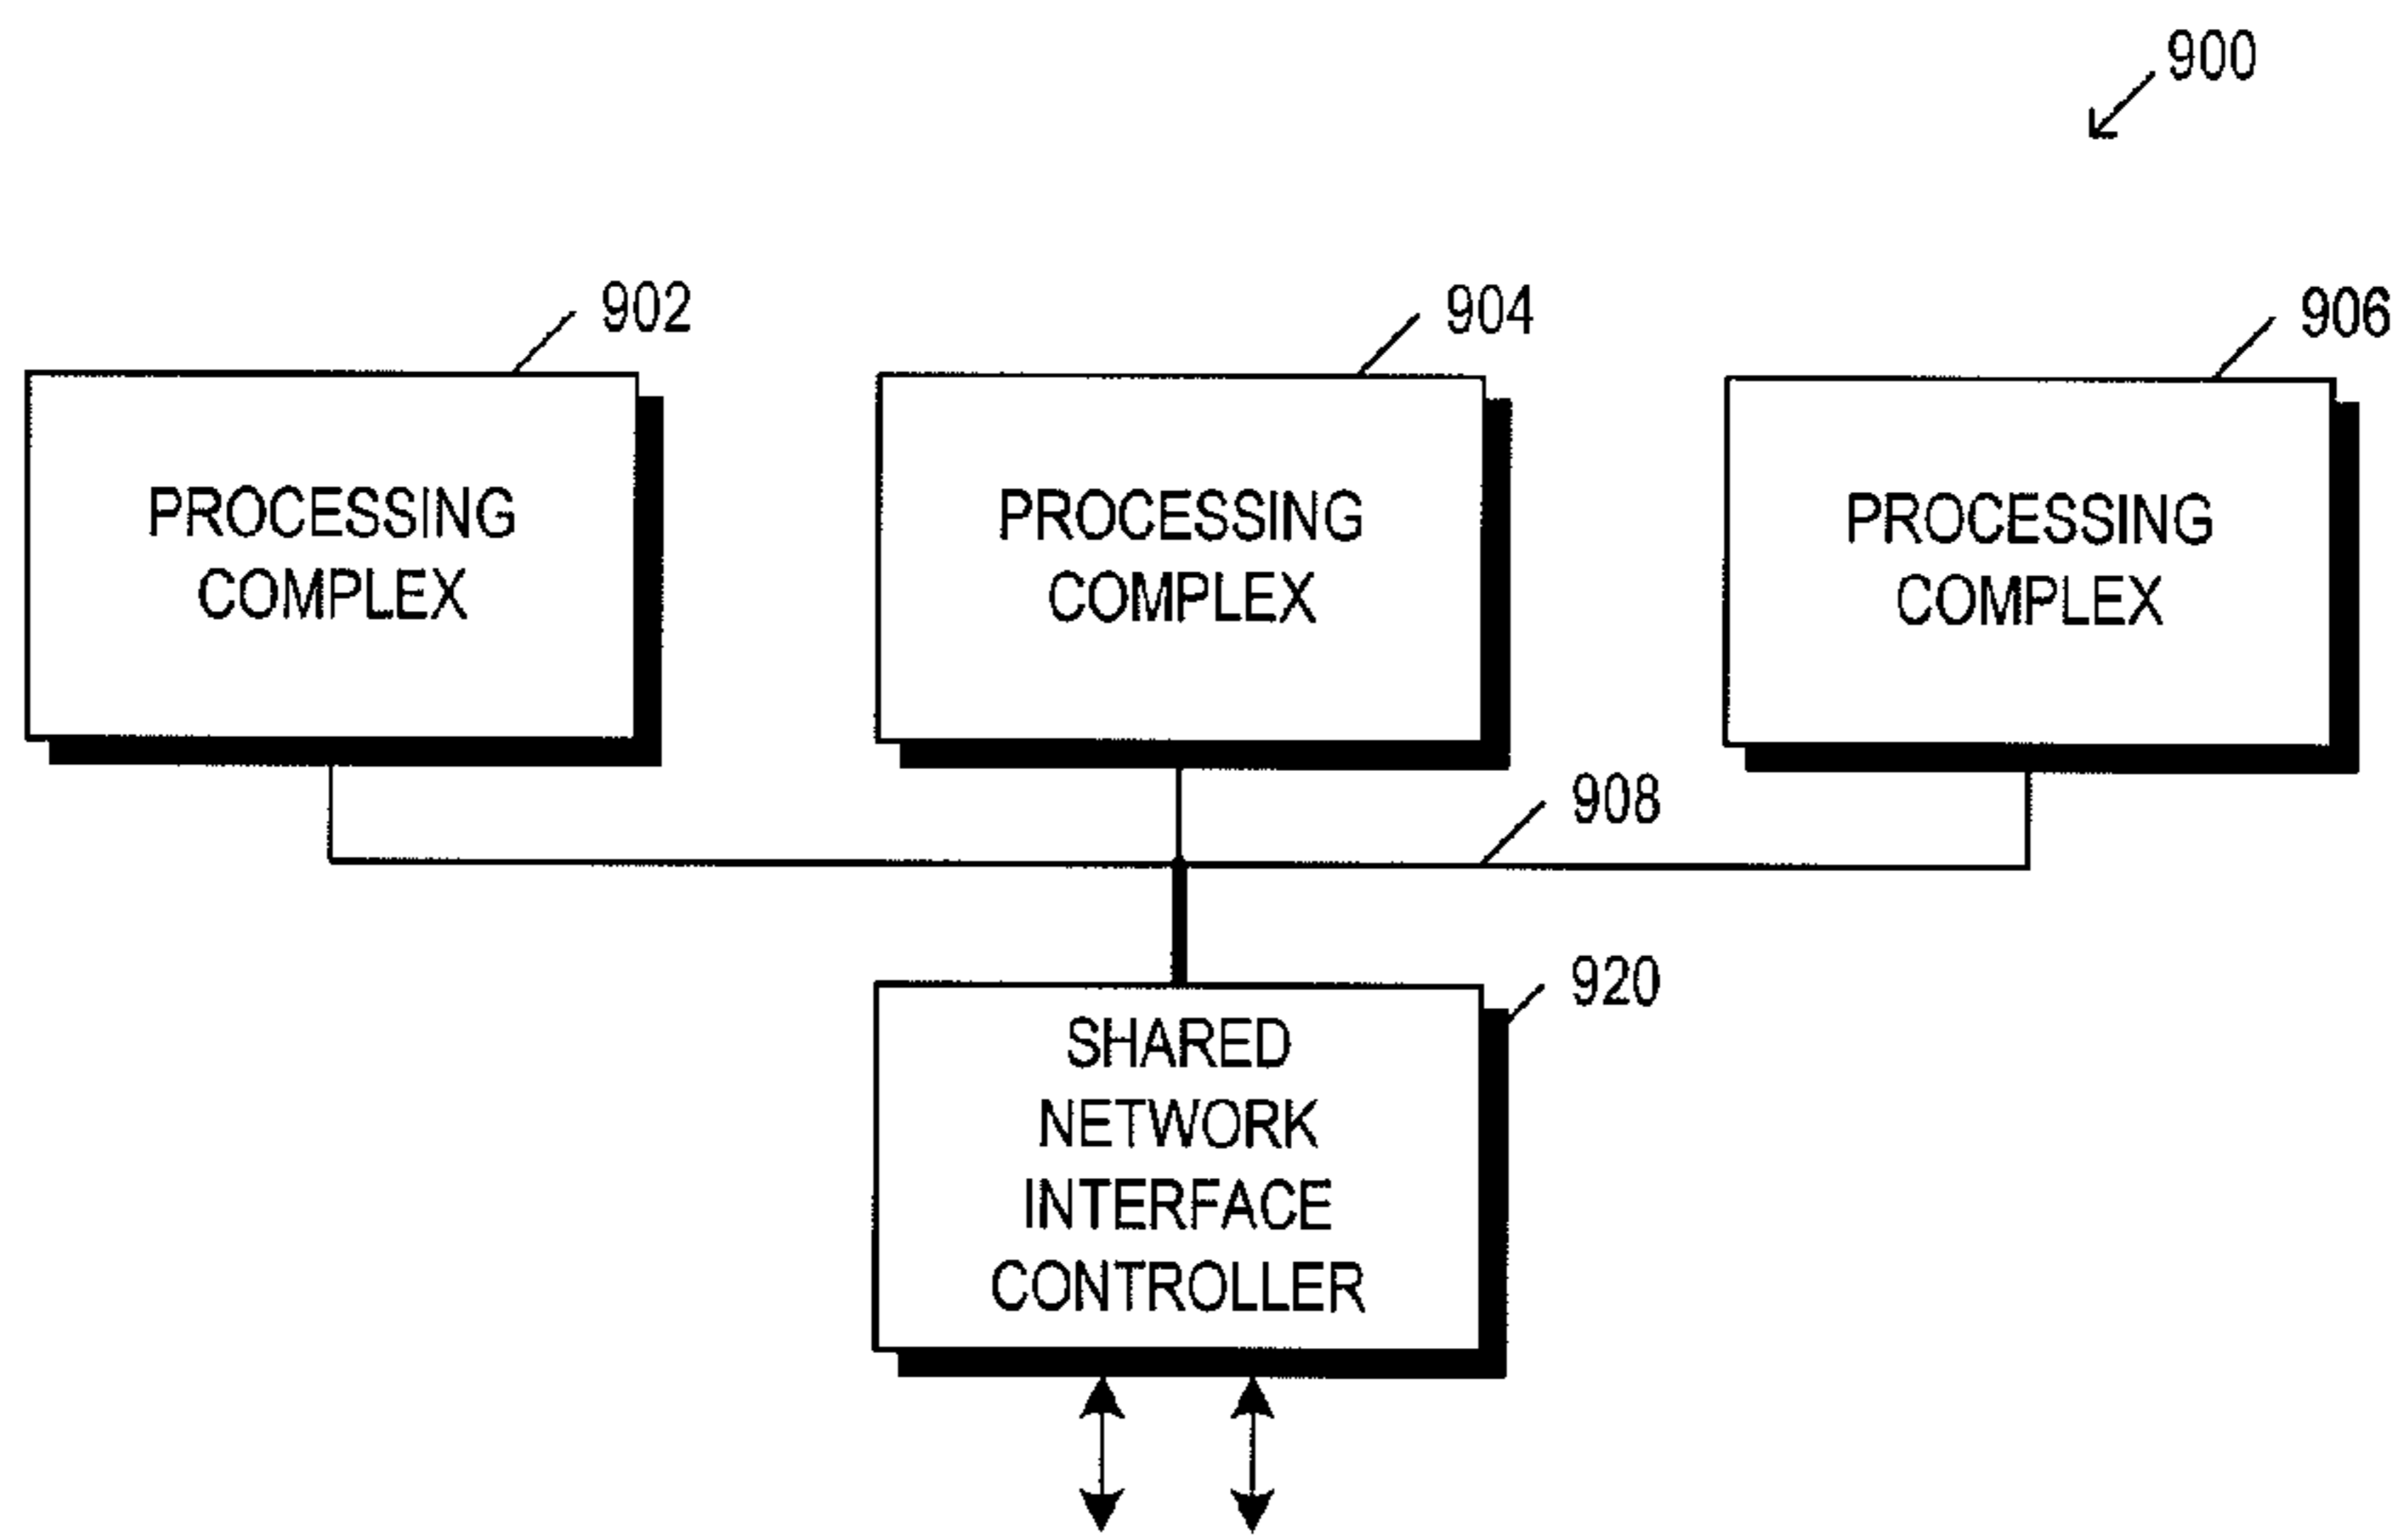 900
902
904
906
PROCESSING
COMPLEX
PROCESSING
COMPLEX
PROCESSING
COMPLEX
908
920
SHARED
NETWORK
INTERFACE
CONTROLLER